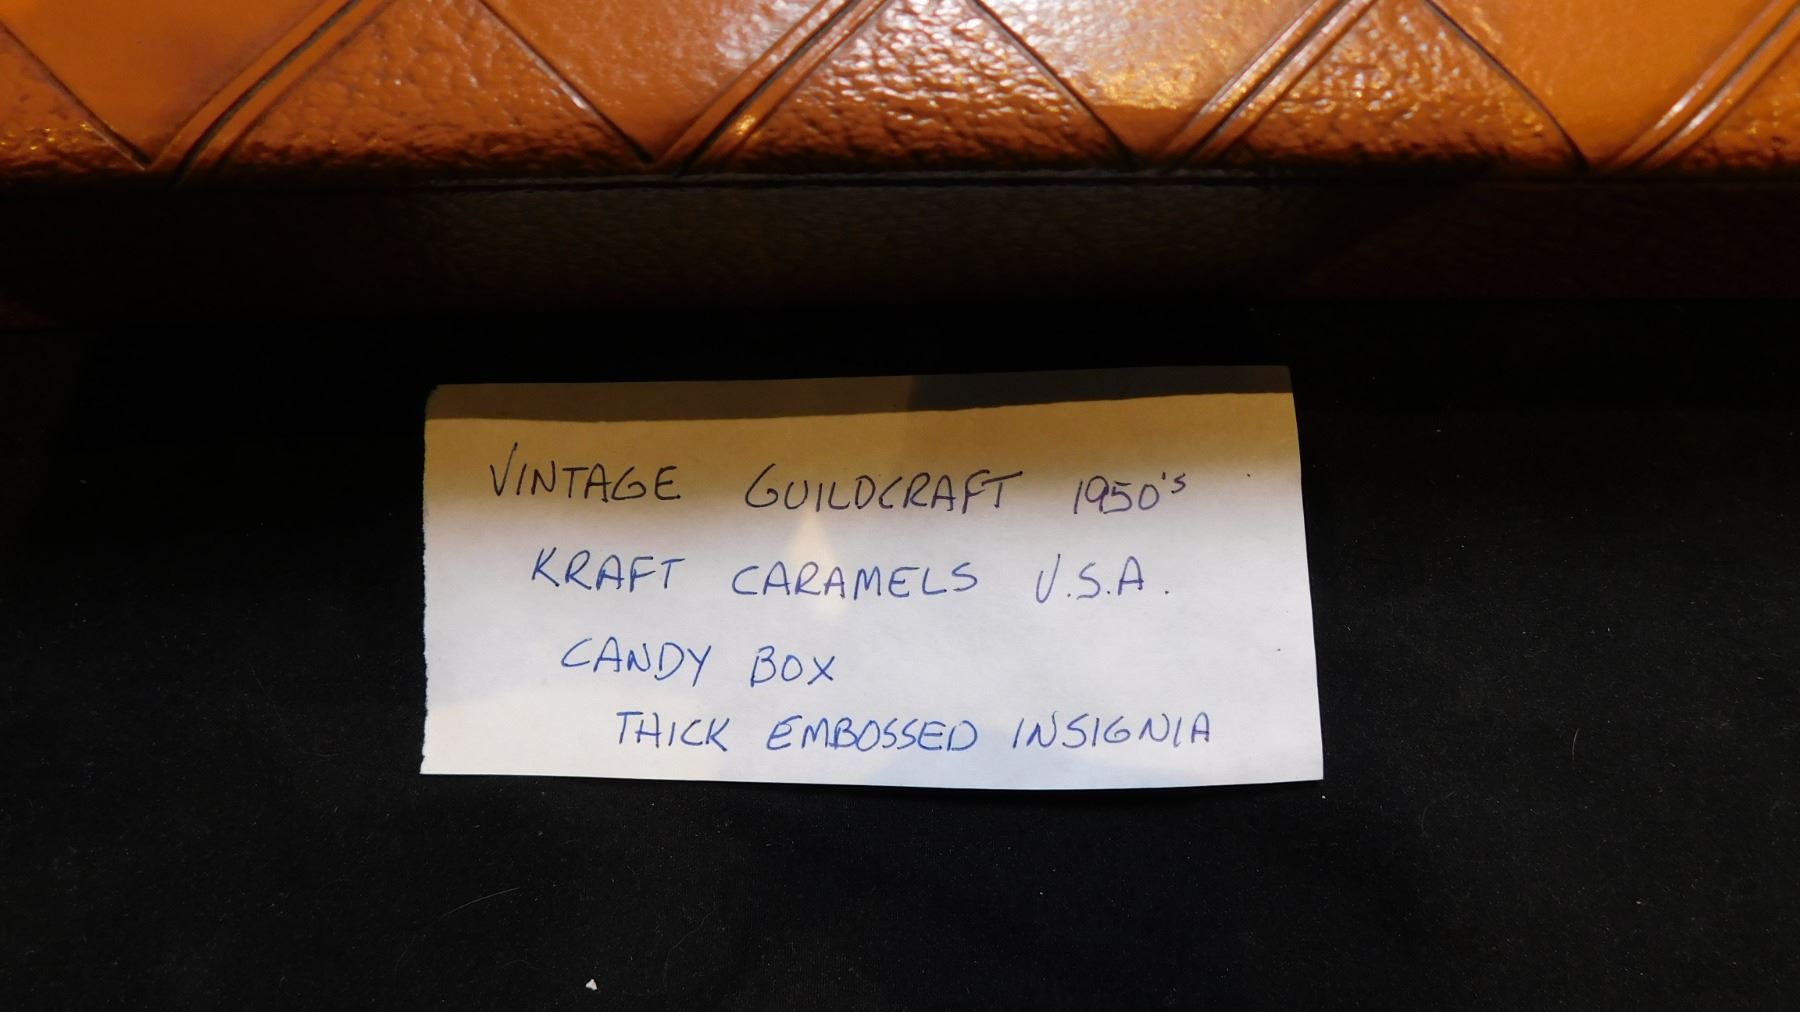 VINTAGE GUILDCRAFT 1950's
KRAFT CARAMELS U.S.A.
CANDY BOX
THICK EMBOSSED INSIGNIA